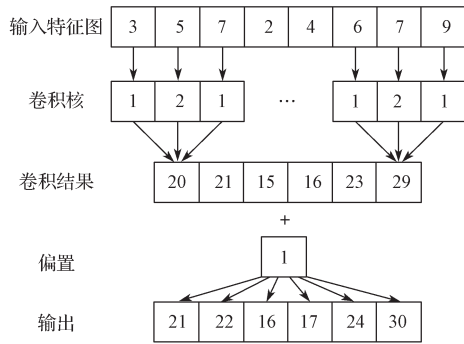 输入特征图 3 5 7 2 4 6 7 9
卷积核 1 2 1 … 1 2 1
卷积结果 20 21 15 16 23 29
+
偏置 1
输出 21 22 16 17 24 30